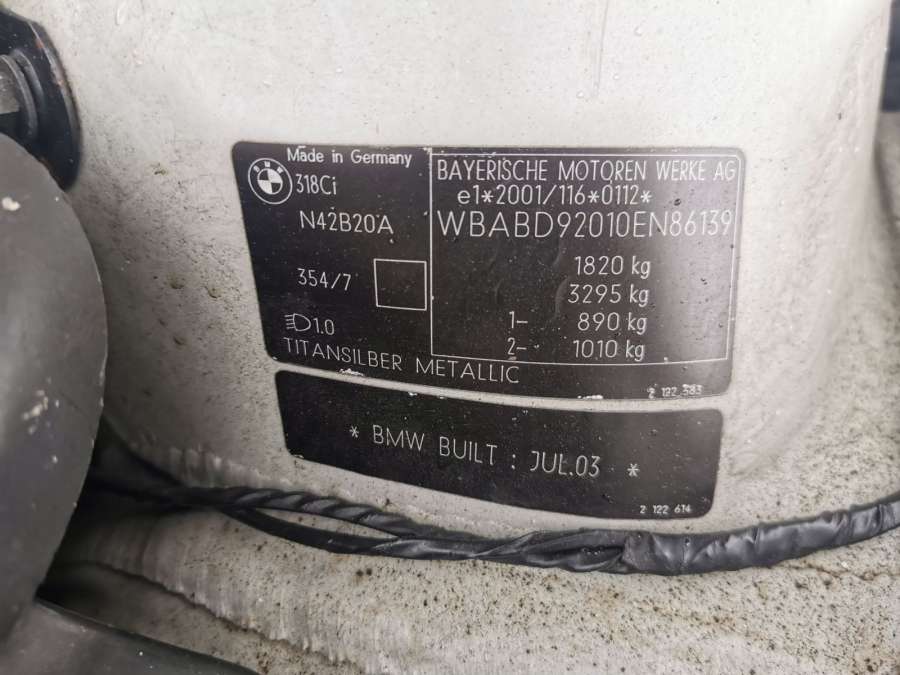 Made in Germany
BMW
318Ci
N42B20A
354/7
1.0
TITANSILBER METALLIC
BAYERISCHE MOTOREN WERKE AG
e1*2001/116*0112*
WBABD92010EN86139
1820 kg
3295 kg
1- 890 kg
2- 1010 kg
2 122 583
* BMW BUILT : JUL.03 *
2 122 614